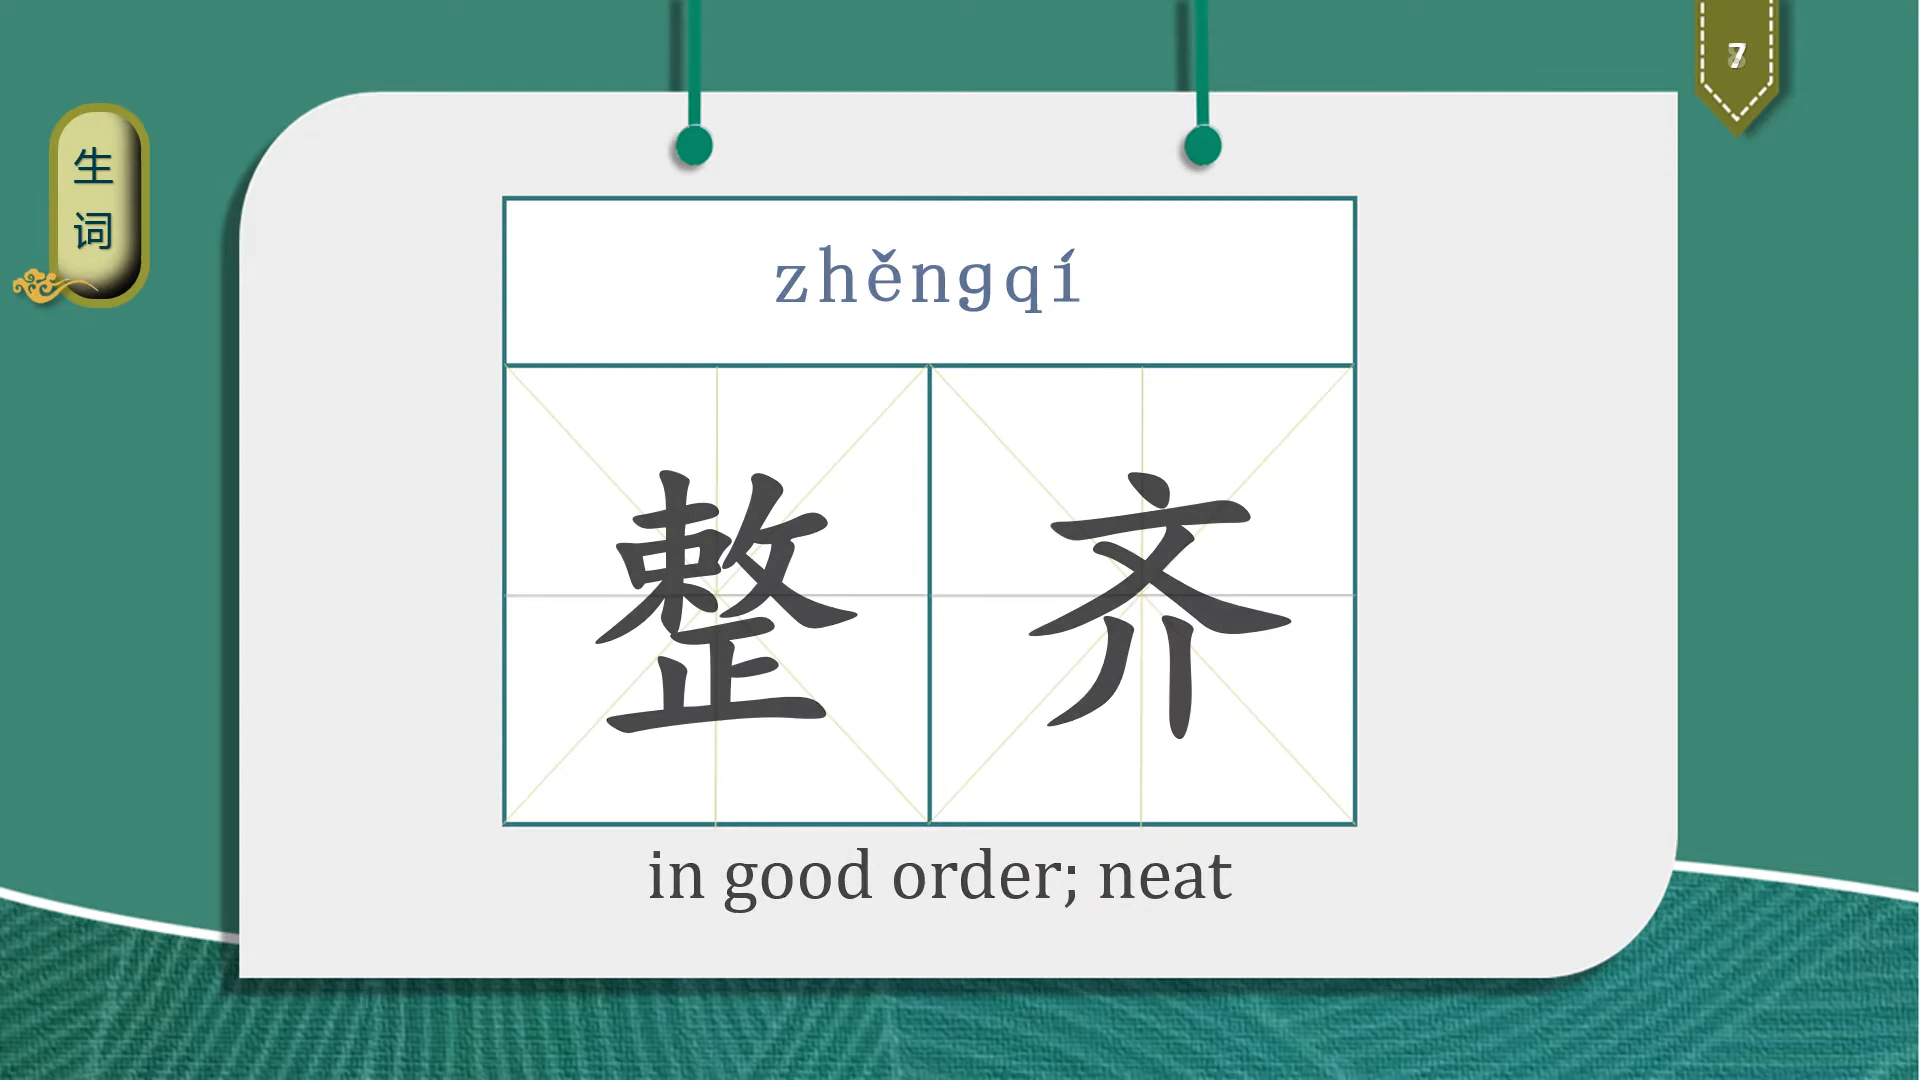 生
词
7
zhěngqí
整齐
in good order; neat